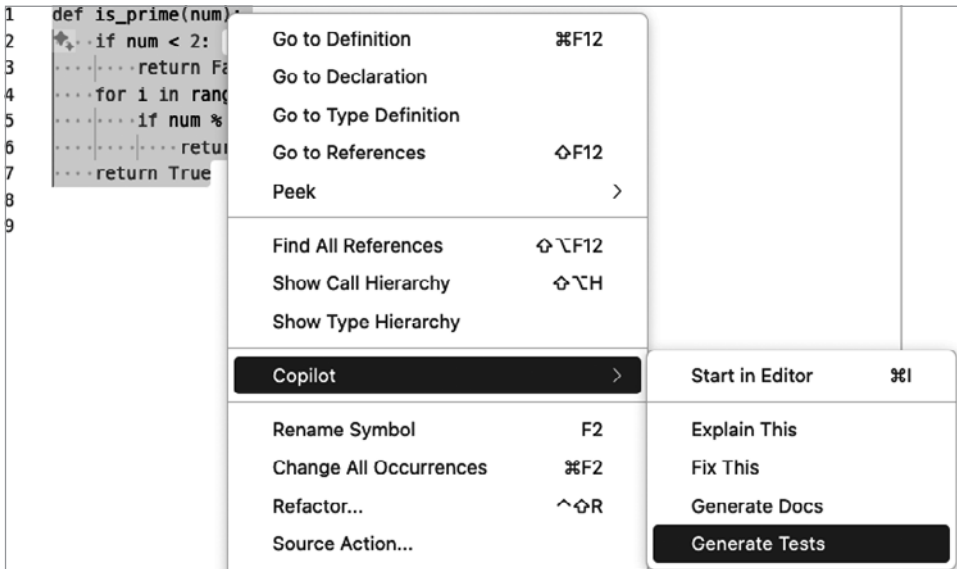 1 def is_prime(num):
2 if num < 2:
3 return Fa
4 for i in rang
5 if num %
6 retur
7 return True
8
9
Go to Definition ⌘F12
Go to Declaration
Go to Type Definition
Go to References ⇧F12
Peek >
Find All References ⇧⌥F12
Show Call Hierarchy ⇧⌥H
Show Type Hierarchy
Copilot >
Rename Symbol F2
Change All Occurrences ⌘F2
Refactor... ^⇧R
Source Action...
Start in Editor ⌘I
Explain This
Fix This
Generate Docs
Generate Tests